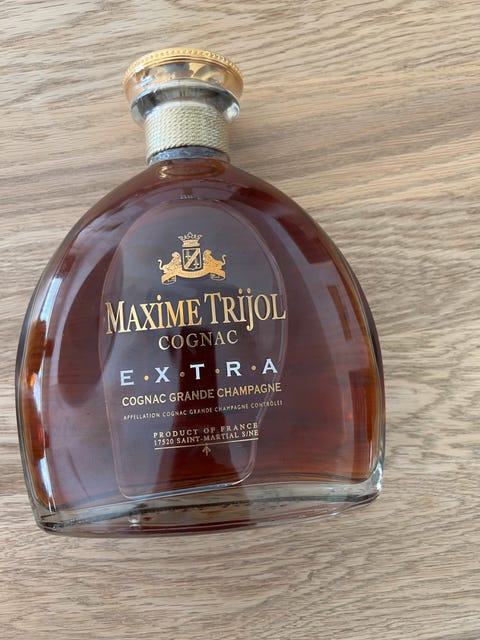 MAXIME TRIJOL
COGNAC
E·X·T·R·A
COGNAC GRANDE CHAMPAGNE
APPELLATION COGNAC GRANDE CHAMPAGNE CONTRÔLÉE
PRODUCT OF FRANCE
17520 SAINT-MARTIAL S/NE